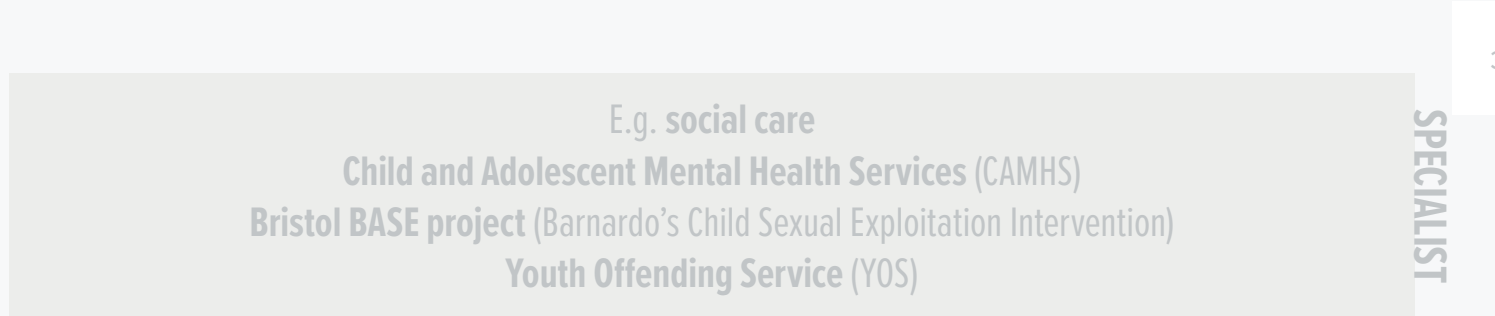 E.g. social care
Child and Adolescent Mental Health Services (CAMHS)
Bristol BASE project (Barnardo’s Child Sexual Exploitation Intervention)
Youth Offending Service (YOS)
SPECIALIST